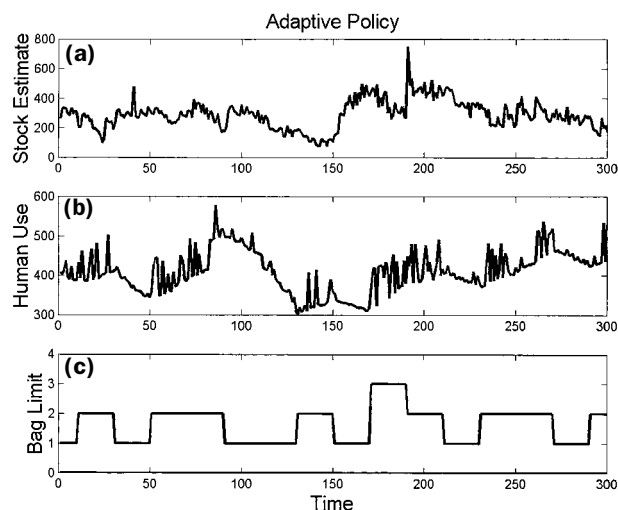 Adaptive Policy
(a)
Stock Estimate
800
600
400
200
0
0 50 100 150 200 250 300
(b)
Human Use
600
500
400
300
0 50 100 150 200 250 300
(c)
Bag Limit
4
3
2
1
0
0 50 100 150 200 250 300
Time